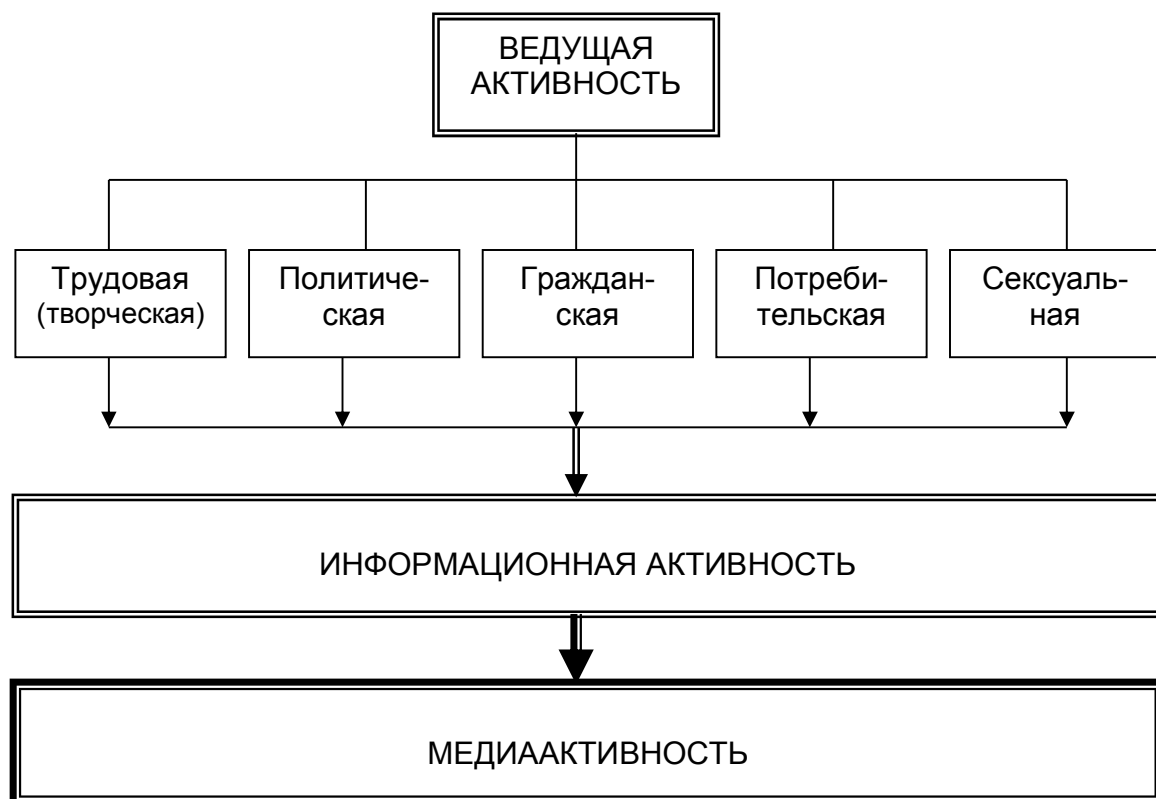 ВЕДУЩАЯ
АКТИВНОСТЬ
Трудовая
(творческая)
Политиче-
ская
Граждан-
ская
Потреби-
тельская
Сексуаль-
ная
ИНФОРМАЦИОННАЯ АКТИВНОСТЬ
МЕДИААКТИВНОСТЬ